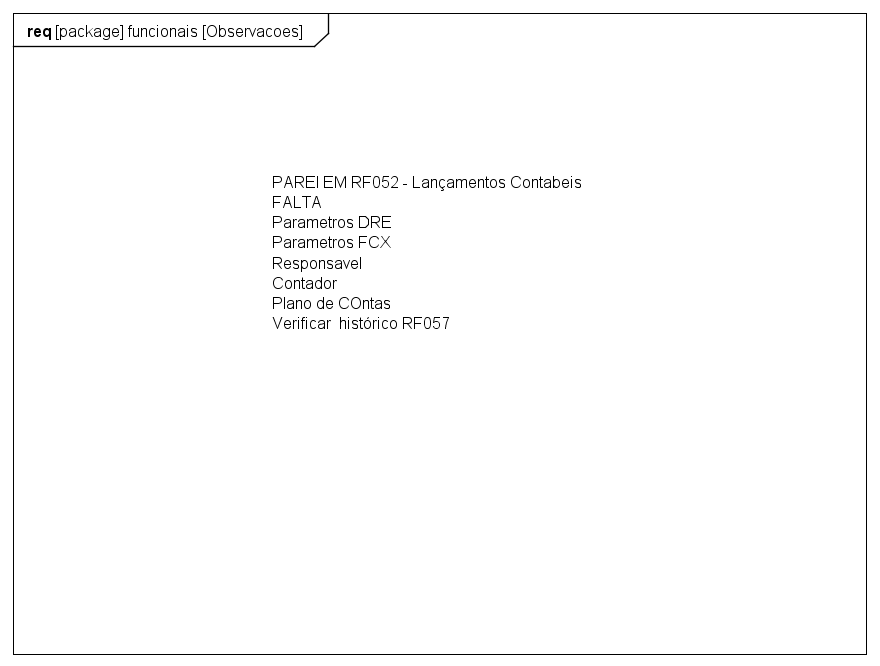 req [package] funcionais [Observacoes]
PAREI EM RF052 - Lançamentos Contabeis
FALTA
Parametros DRE
Parametros FCX
Responsavel
Contador
Plano de COntas
Verificar  histórico RF057